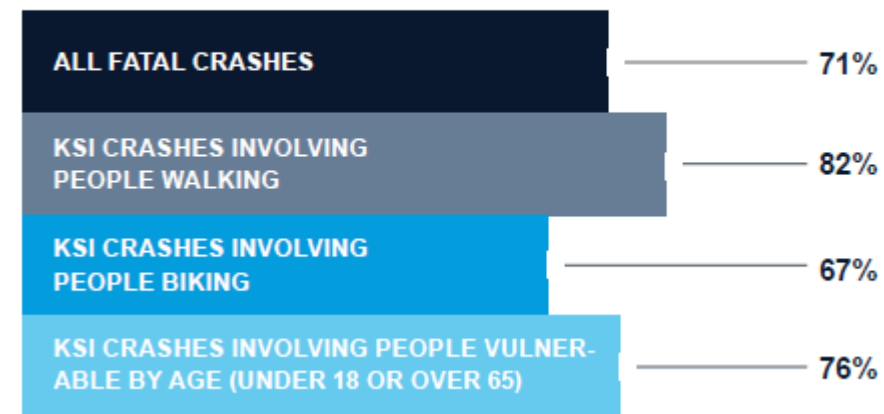 ALL FATAL CRASHES
71%
KSI CRASHES INVOLVING
PEOPLE WALKING
82%
KSI CRASHES INVOLVING
PEOPLE BIKING
67%
KSI CRASHES INVOLVING PEOPLE VULNER-
ABLE BY AGE (UNDER 18 OR OVER 65)
76%